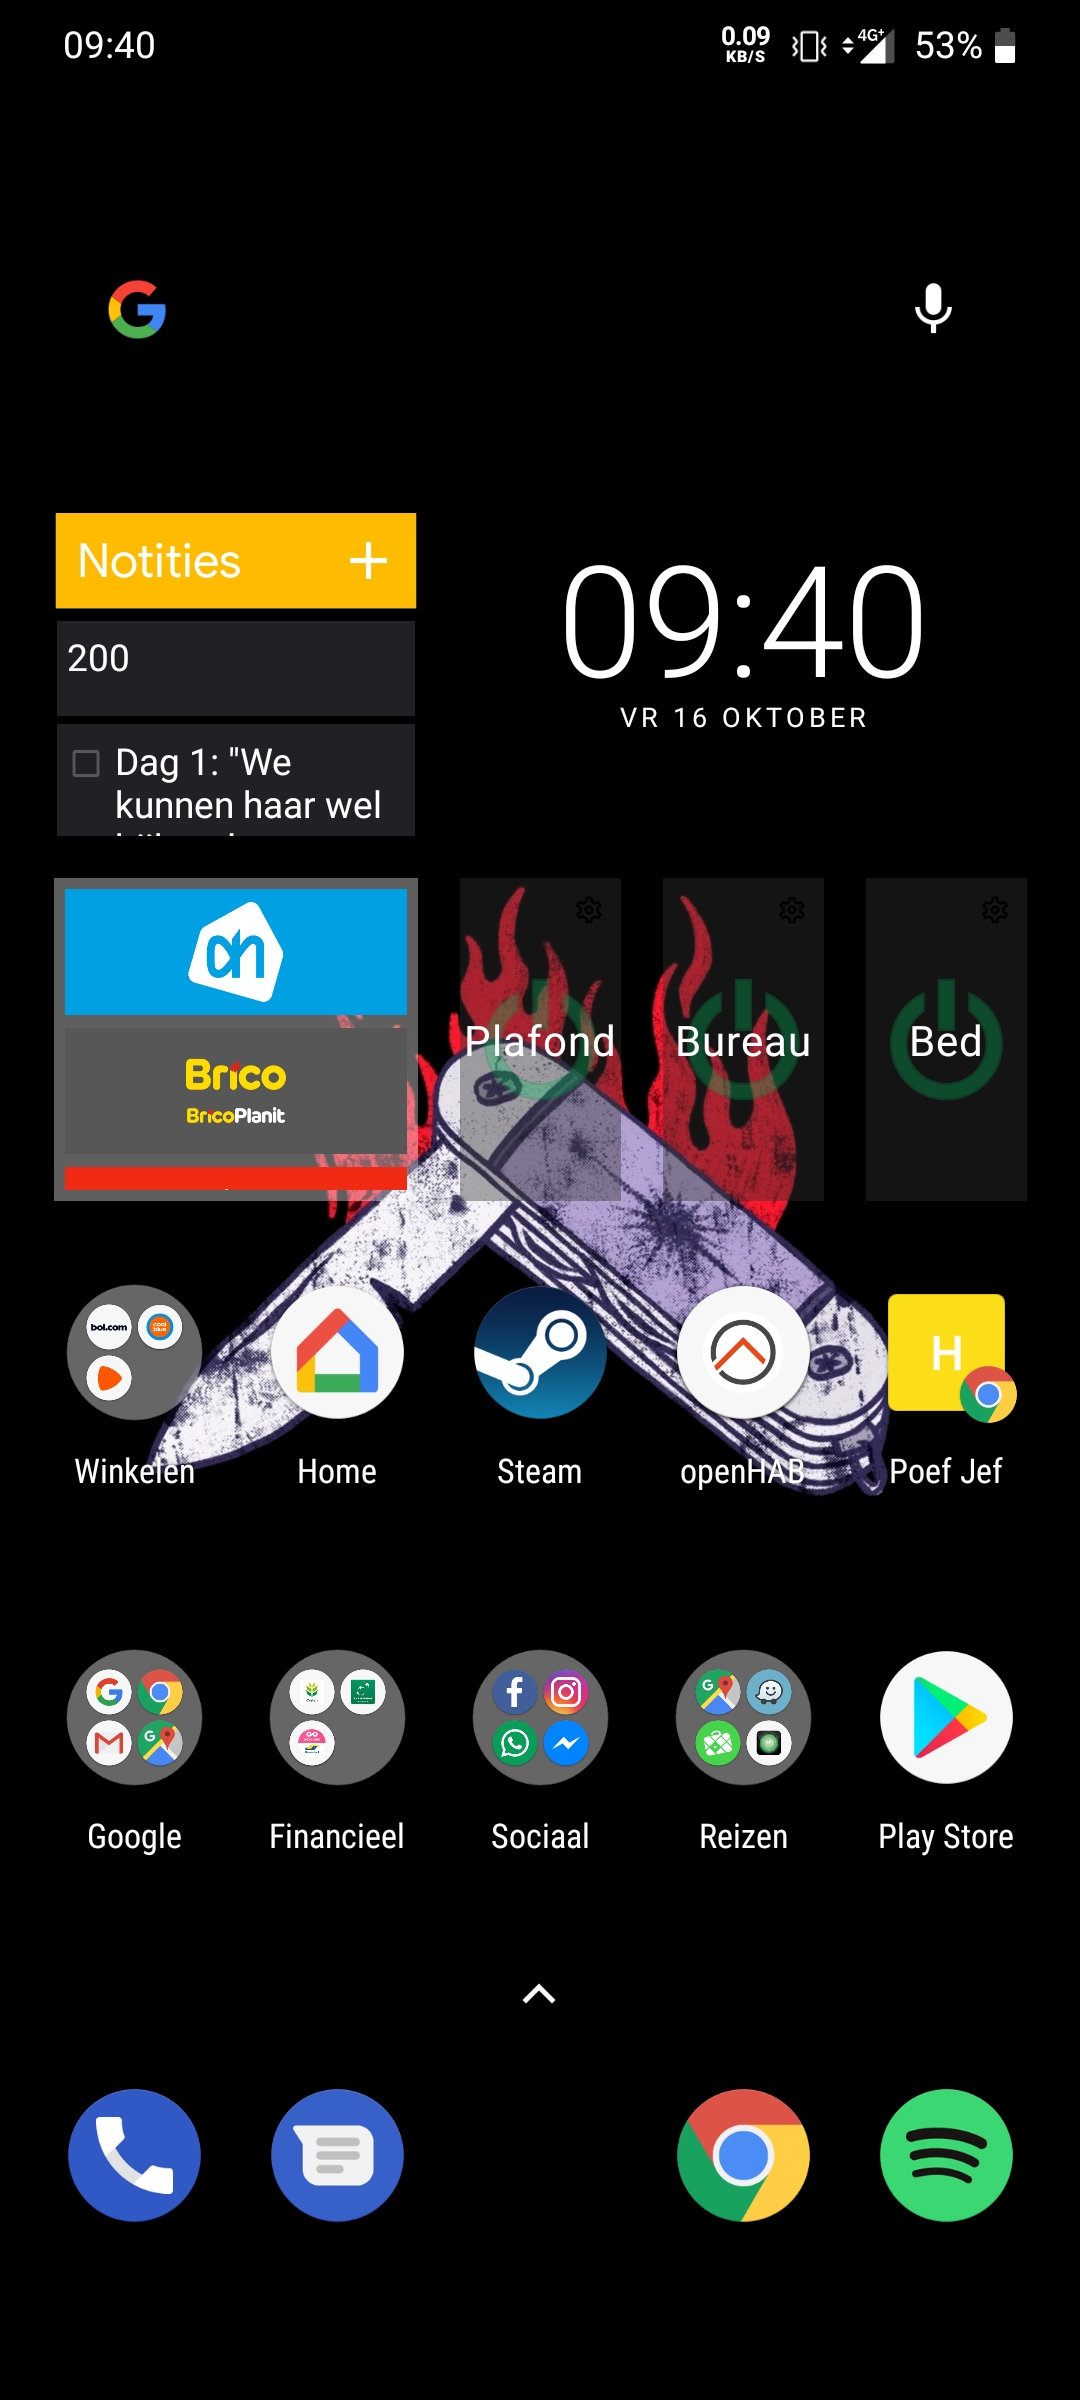 09:40
0.09
KB/S
4G+
53%
Notities
200
Dag 1: "We
kunnen haar wel
09:40
VR 16 OKTOBER
ah
Brico
BricoPlanit
Plafond
Bureau
Bed
bol.com
cool
blue
H
Winkelen
Home
Steam
openHAB
Poef Jef
Google
Financieel
Sociaal
Reizen
Play Store